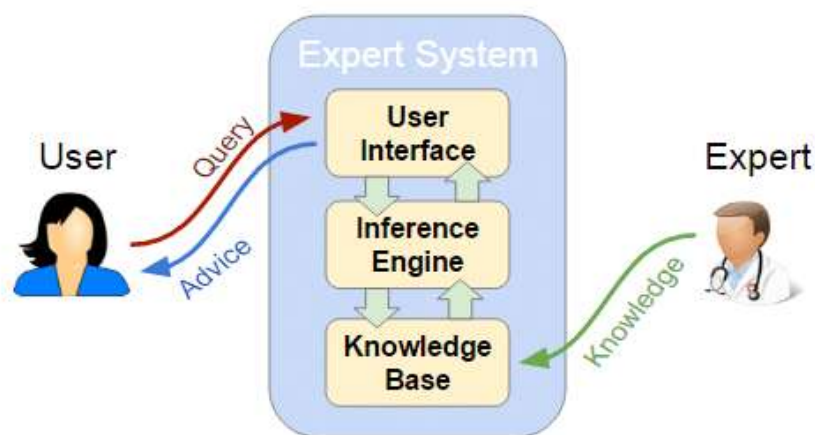 Expert System
User
Interface
Query
User
Expert
Advice
Inference
Engine
Knowledge
Knowledge
Base